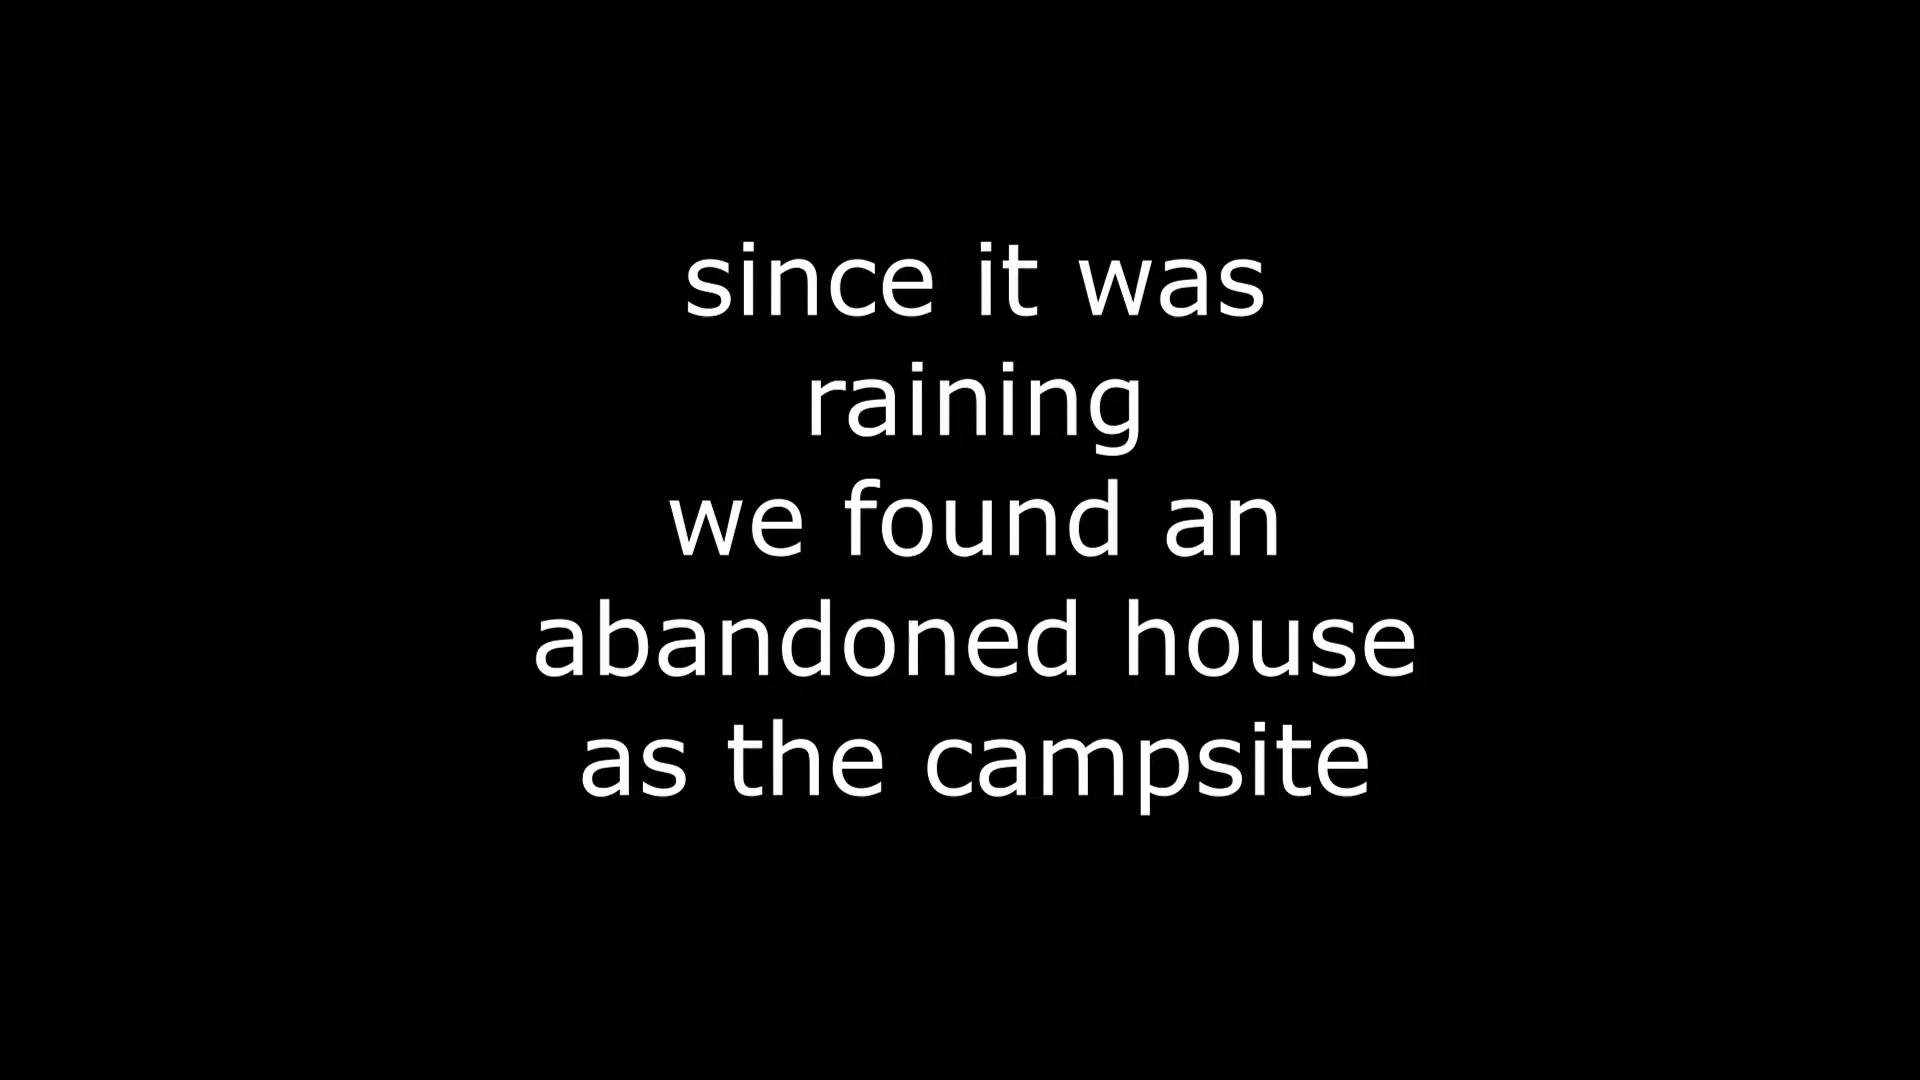 since it was
raining
we found an
abandoned house
as the campsite